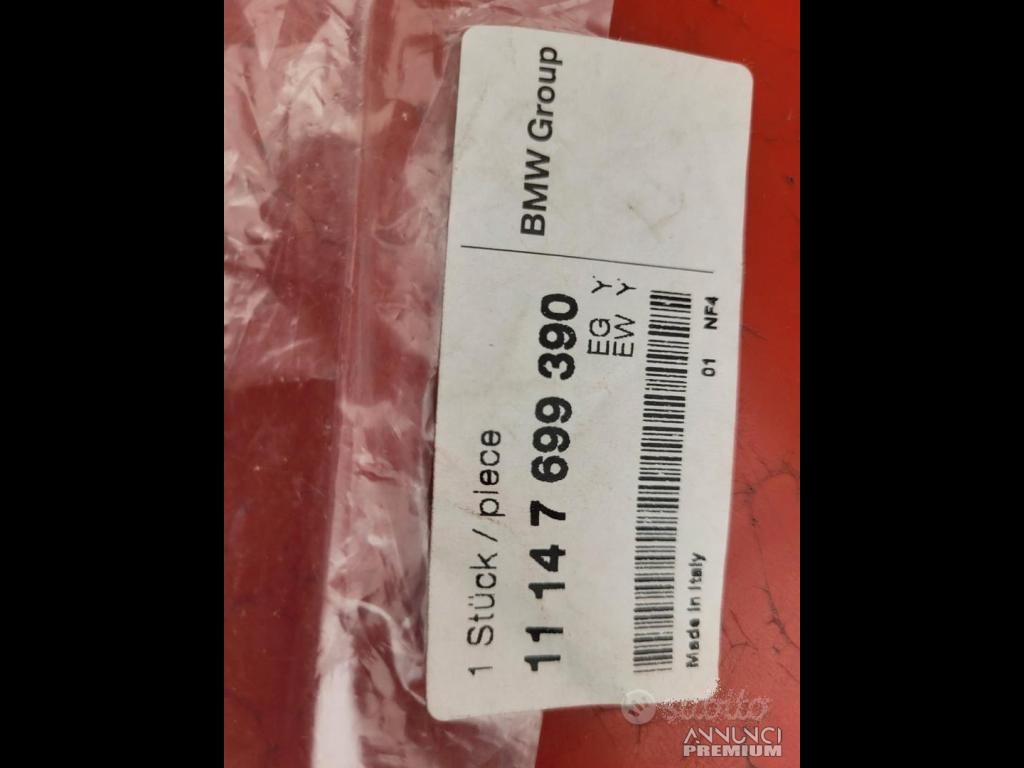 BMW Group
1 Stück / piece
11 14 7 699 390
EG Y
EW Y
Made in Italy
01 NF4
subito
ANNUNCI
PREMIUM